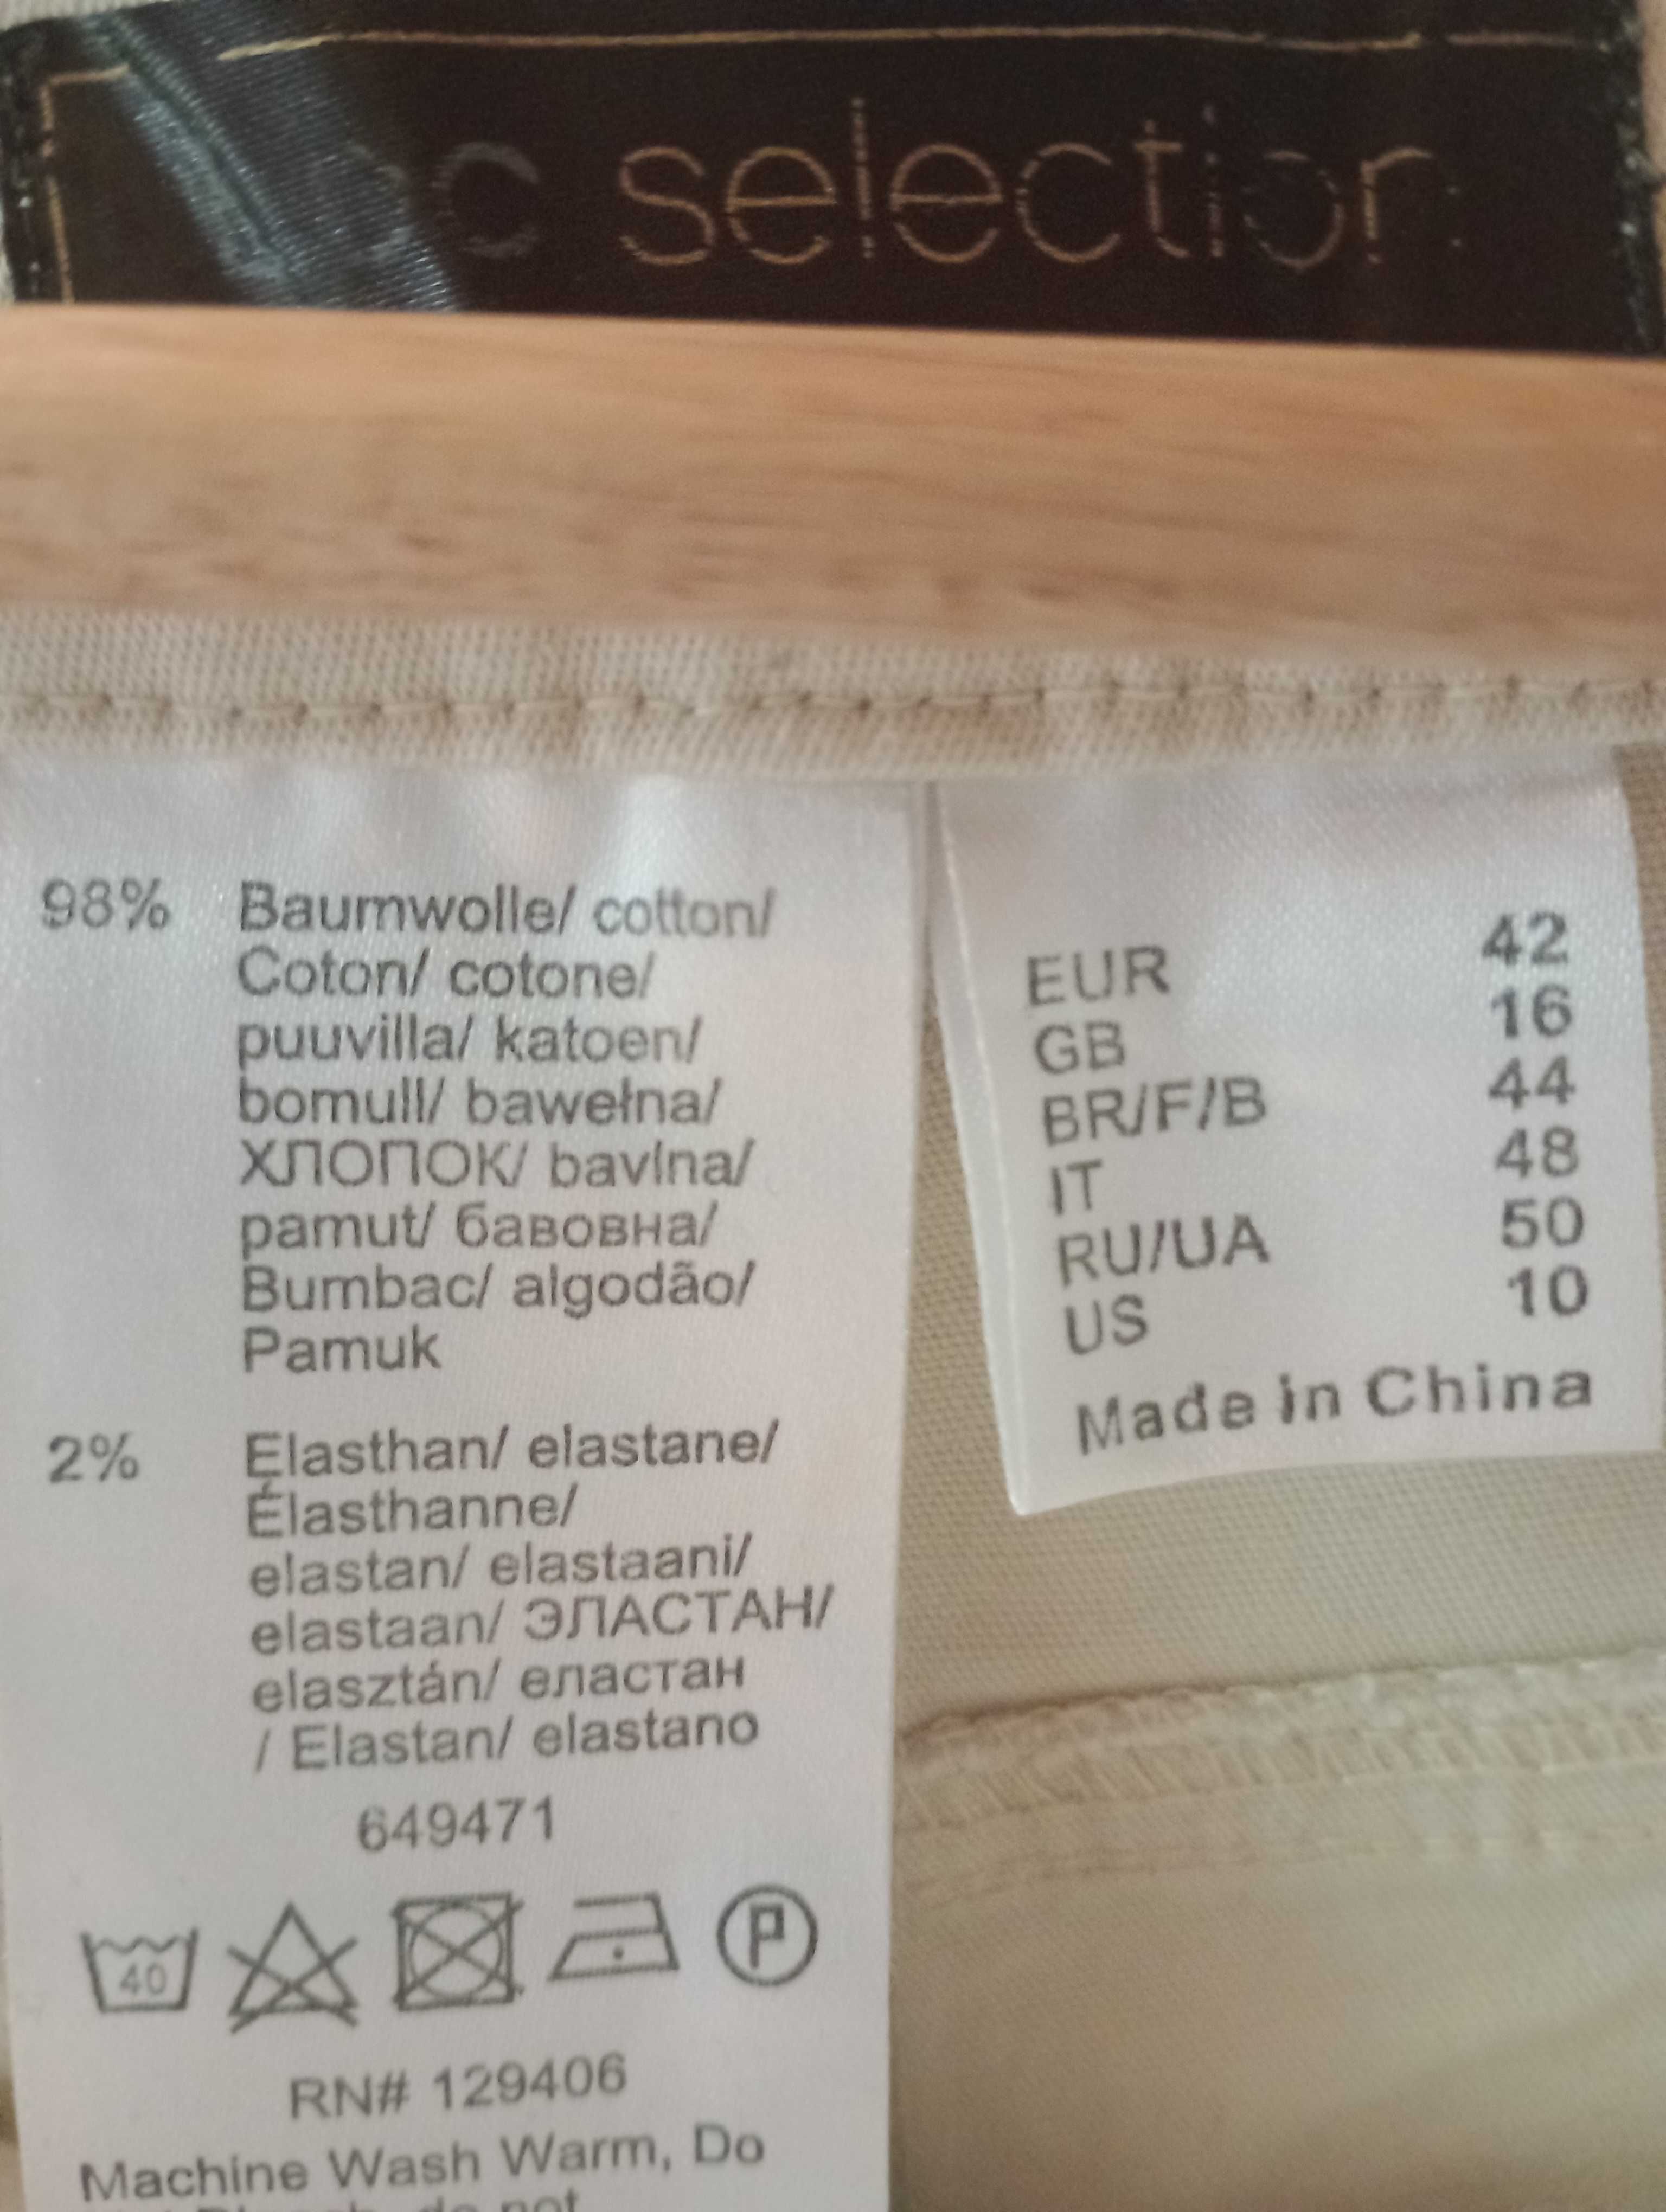 selection
98% Baumwolle/ cotton/
Coton/ cotone/
puuvilla/ katoen/
bomull/ bawełna/
ХЛОПОК/ bavlna/
pamut/ бавовна/
Bumbac/ algodão/
Pamuk
2% Elasthan/ elastane/
Élasthanne/
elastan/ elastaani/
elastaan/ ЭЛАСТАН/
elasztán/ еластан
/ Elastan/ elastano
649471
40
P
RN# 129406
Machine Wash Warm, Do
do not
EUR 42
GB 16
BR/F/B 44
IT 48
RU/UA 50
US 10
Made in China